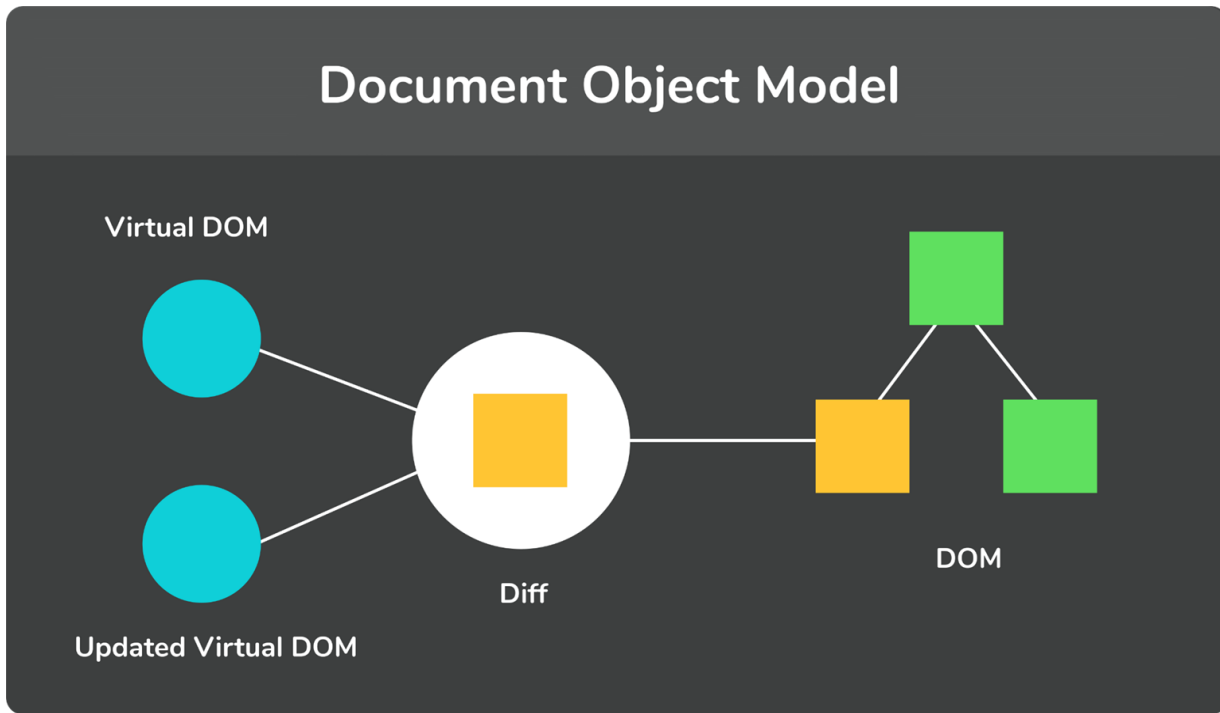 Document Object Model
Virtual DOM
Diff
DOM
Updated Virtual DOM